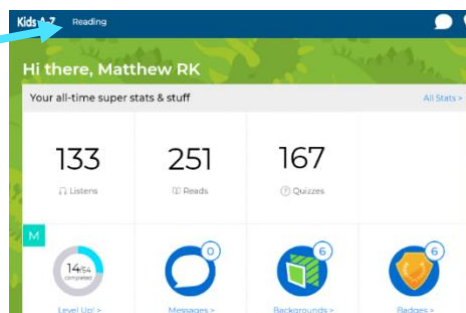 Kids A-Z Reading
Hi there, Matthew RK
Your all-time super stats & stuff All Stats >
133 251 167
Listens Reads Quizzes
M
14/54 0 6 6
completed
Level Up! > Messages > Backgrounds > Badges >